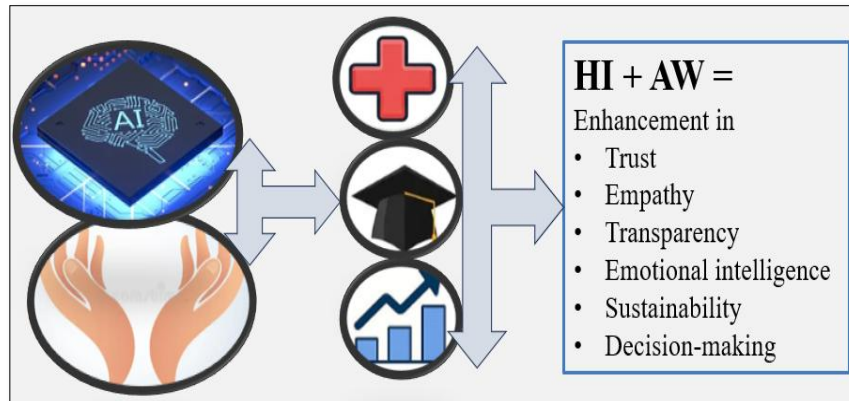 AI
HI + AW =
Enhancement in
• Trust
• Empathy
• Transparency
• Emotional intelligence
• Sustainability
• Decision-making